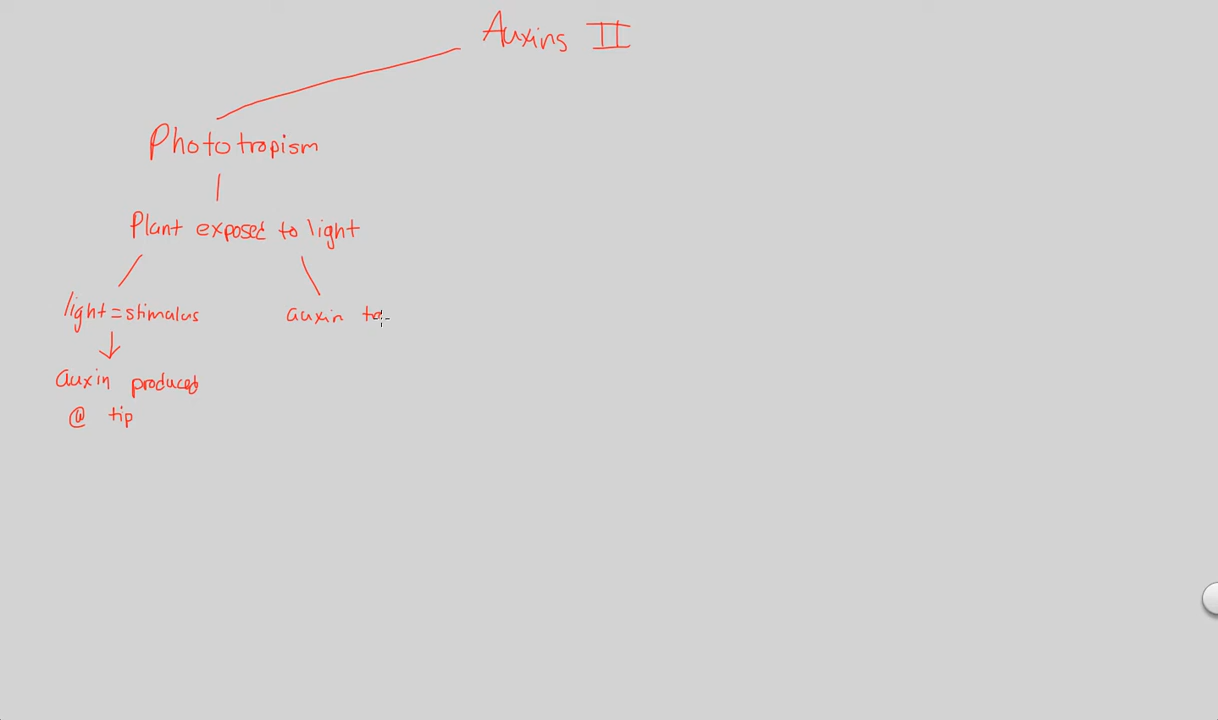 Auxins II
Phototropism
Plant exposed to light
light = stimulus
auxin to
auxin produced
@ tip